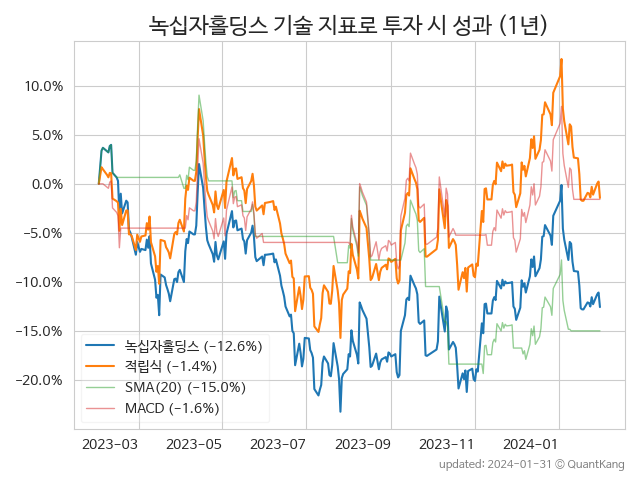 녹십자홀딩스 기술 지표로 투자 시 성과 (1년)
10.0%
5.0%
0.0%
−5.0%
−10.0%
−15.0%
−20.0%
녹십자홀딩스 (−12.6%)
적립식 (−1.4%)
SMA(20) (−15.0%)
MACD (−1.6%)
2023-03 2023-05 2023-07 2023-09 2023-11 2024-01
updated: 2024-01-31 © QuantKang